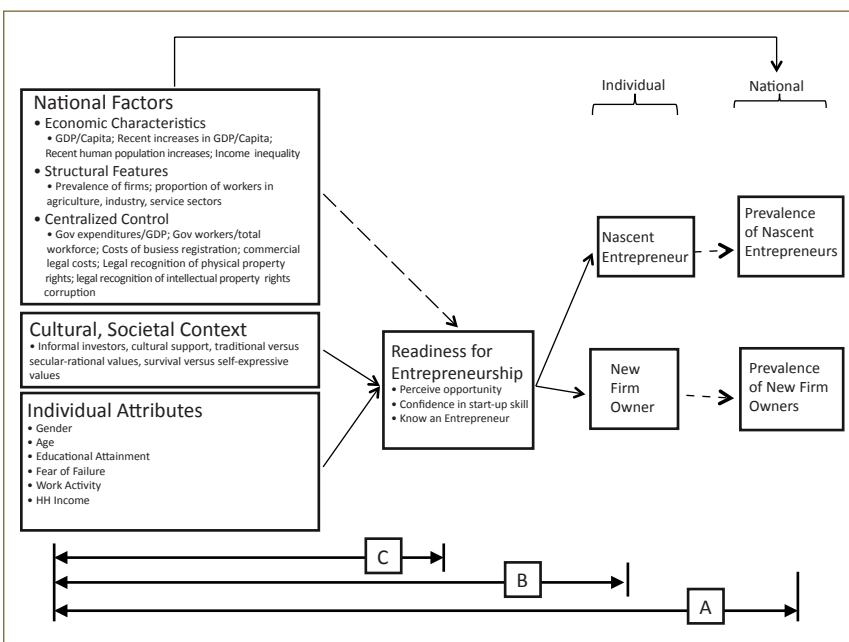 Individual
National
National Factors
• Economic Characteristics
• GDP/Capita; Recent increases in GDP/Capita;
Recent human population increases; Income inequality
• Structural Features
• Prevalence of firms; proportion of workers in
agriculture, industry, service sectors
• Centralized Control
• Gov expenditures/GDP; Gov workers/total
workforce; Costs of business registration; commercial
legal costs; Legal recognition of physical property
rights; legal recognition of intellectual property rights
corruption
Cultural, Societal Context
• Informal investors, cultural support, traditional versus
secular-rational values, survival versus self-expressive
values
Individual Attributes
• Gender
• Age
• Educational Attainment
• Fear of Failure
• Work Activity
• HH Income
Readiness for
Entrepreneurship
• Perceive opportunity
• Confidence in start-up skill
• Know an Entrepreneur
Nascent
Entrepreneur
Prevalence
of Nascent
Entrepreneurs
New
Firm
Owner
Prevalence
of New Firm
Owners
C
B
A